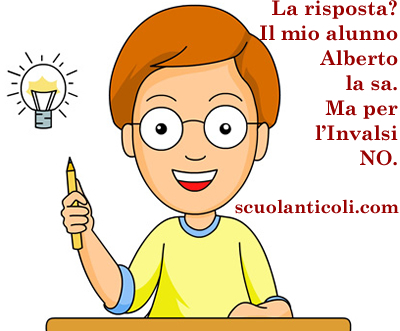 La risposta?
Il mio alunno
Alberto
la sa.
Ma per
l'Invalsi
NO.
scuolanticoli.com